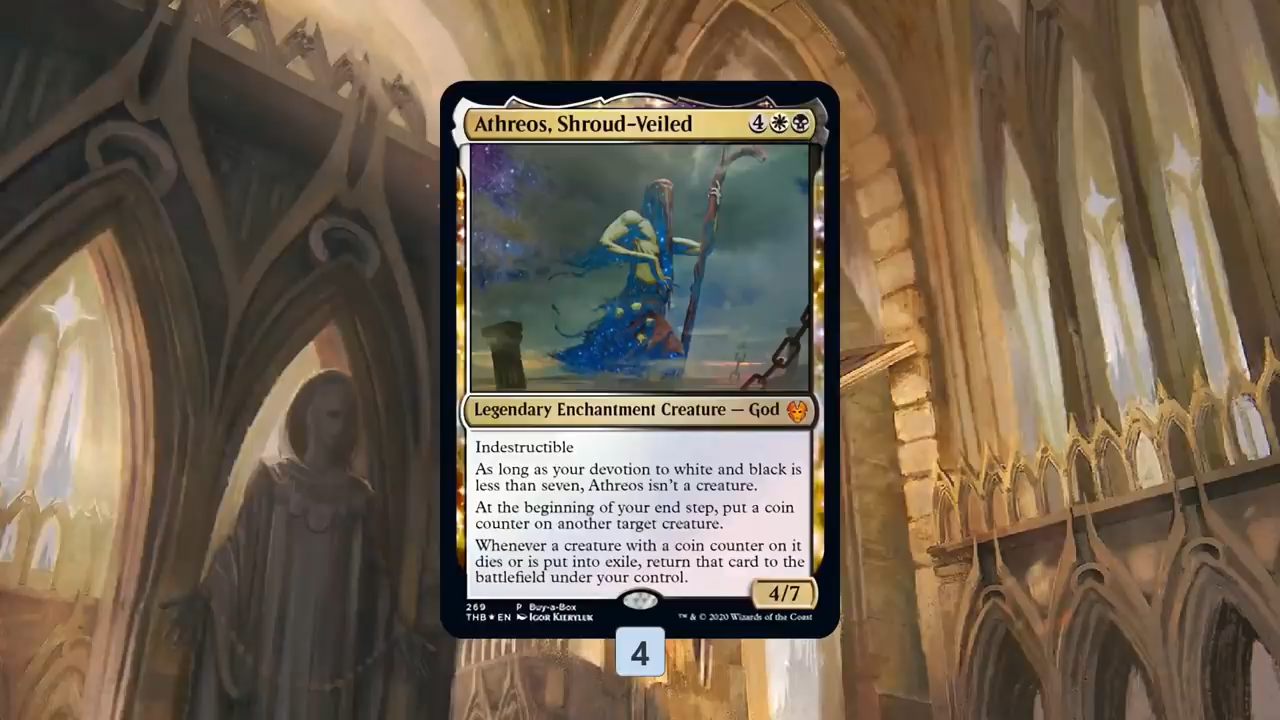 Athreos, Shroud-Veiled 4
Legendary Enchantment Creature — God
Indestructible
As long as your devotion to white and black is
less than seven, Athreos isn't a creature.
At the beginning of your end step, put a coin
counter on another target creature.
Whenever a creature with a coin counter on it
dies or is put into exile, return that card to the
battlefield under your control.
4/7
269 P Buy-a-Box
THB★EN Igor Kieryluk ™ & © 2020 Wizards of the Coast
4